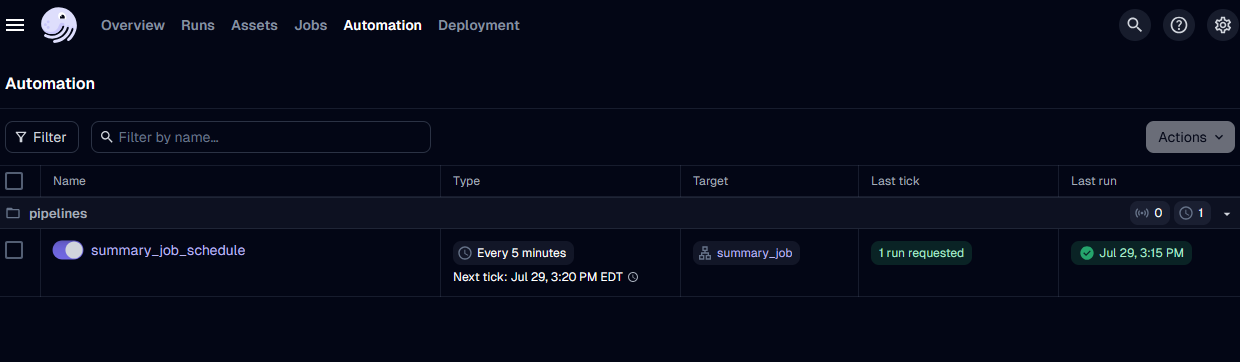 Overview Runs Assets Jobs Automation Deployment
Automation
Filter Filter by name... Actions
Name Type Target Last tick Last run
pipelines 0 1
summary_job_schedule Every 5 minutes summary_job 1 run requested Jul 29, 3:15 PM
Next tick: Jul 29, 3:20 PM EDT